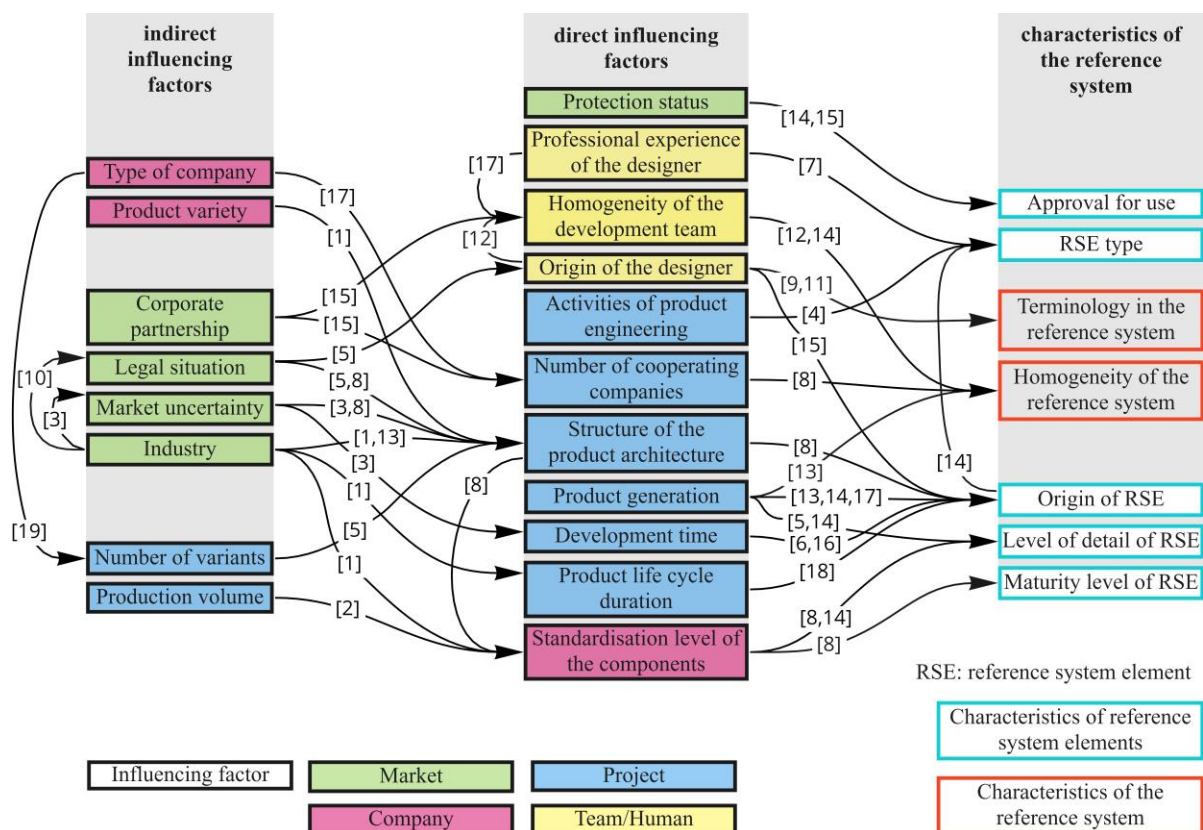 indirect
influencing
factors
Type of company
Product variety
Corporate
partnership
Legal situation
Market uncertainty
Industry
Number of variants
Production volume
[10]
[3]
[19]
[17]
[1]
[15]
[15]
[5]
[5,8]
[3,8]
[1,13]
[3]
[1]
[5]
[1]
[2]
[17]
[12]
[8]
direct influencing
factors
Protection status
Professional experience
of the designer
Homogeneity of the
development team
Origin of the designer
Activities of product
engineering
Number of cooperating
companies
Structure of the
product architecture
Product generation
Development time
Product life cycle
duration
Standardisation level of
the components
[14,15]
[7]
[12,14]
[9,11]
[4]
[15]
[8]
[8]
[13]
[13,14,17]
[5,14]
[6,16]
[18]
[8,14]
[8]
[14]
characteristics of
the reference
system
Approval for use
RSE type
Terminology in the
reference system
Homogeneity of the
reference system
Origin of RSE
Level of detail of RSE
Maturity level of RSE
RSE: reference system element
Characteristics of reference
system elements
Characteristics of the
reference system
Influencing factor
Market
Project
Company
Team/Human